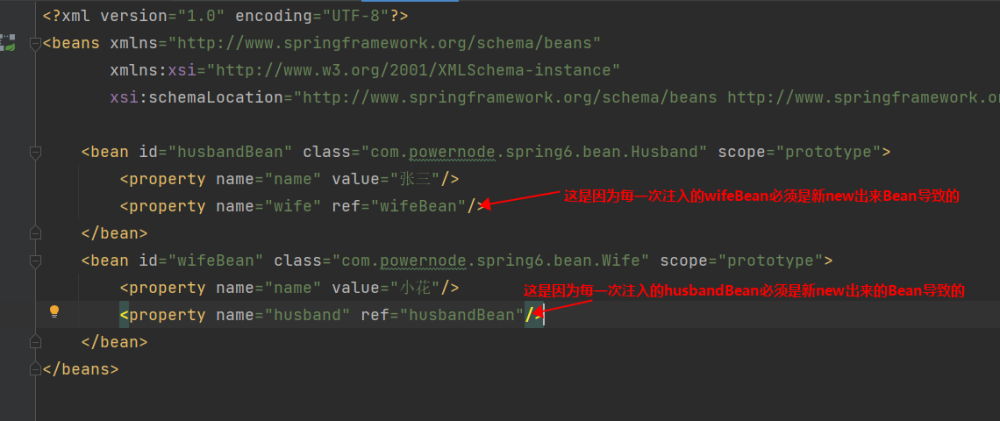 <?xml version="1.0" encoding="UTF-8"?>
<beans xmlns="http://www.springframework.org/schema/beans"
xmlns:xsi="http://www.w3.org/2001/XMLSchema-instance"
xsi:schemaLocation="http://www.springframework.org/schema/beans http://www.springframework.or
<bean id="husbandBean" class="com.powernode.spring6.bean.Husband" scope="prototype">
<property name="name" value="张三"/>
<property name="wife" ref="wifeBean"/> 这是因为每一次注入的wifeBean必须是新new出来Bean导致的
</bean>
<bean id="wifeBean" class="com.powernode.spring6.bean.Wife" scope="prototype">
<property name="name" value="小花"/> 这是因为每一次注入的husbandBean必须是新new出来的Bean导致的
<property name="husband" ref="husbandBean"/>
</bean>
</beans>